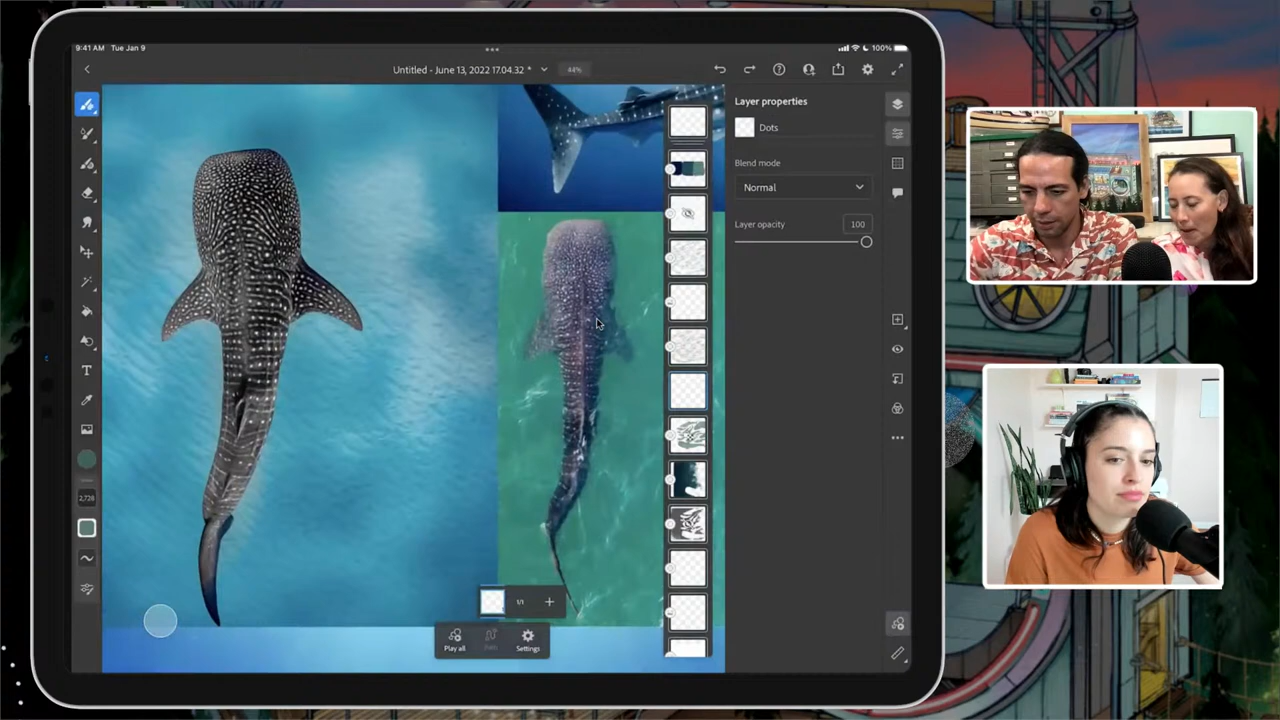 9:41 AM Tue Jan 9
100%
Untitled - June 13, 2022 17.04.32 *
44%
Layer properties
Dots
Blend mode
Normal
Layer opacity
100
T
2,728
1/1
Play all
Settings